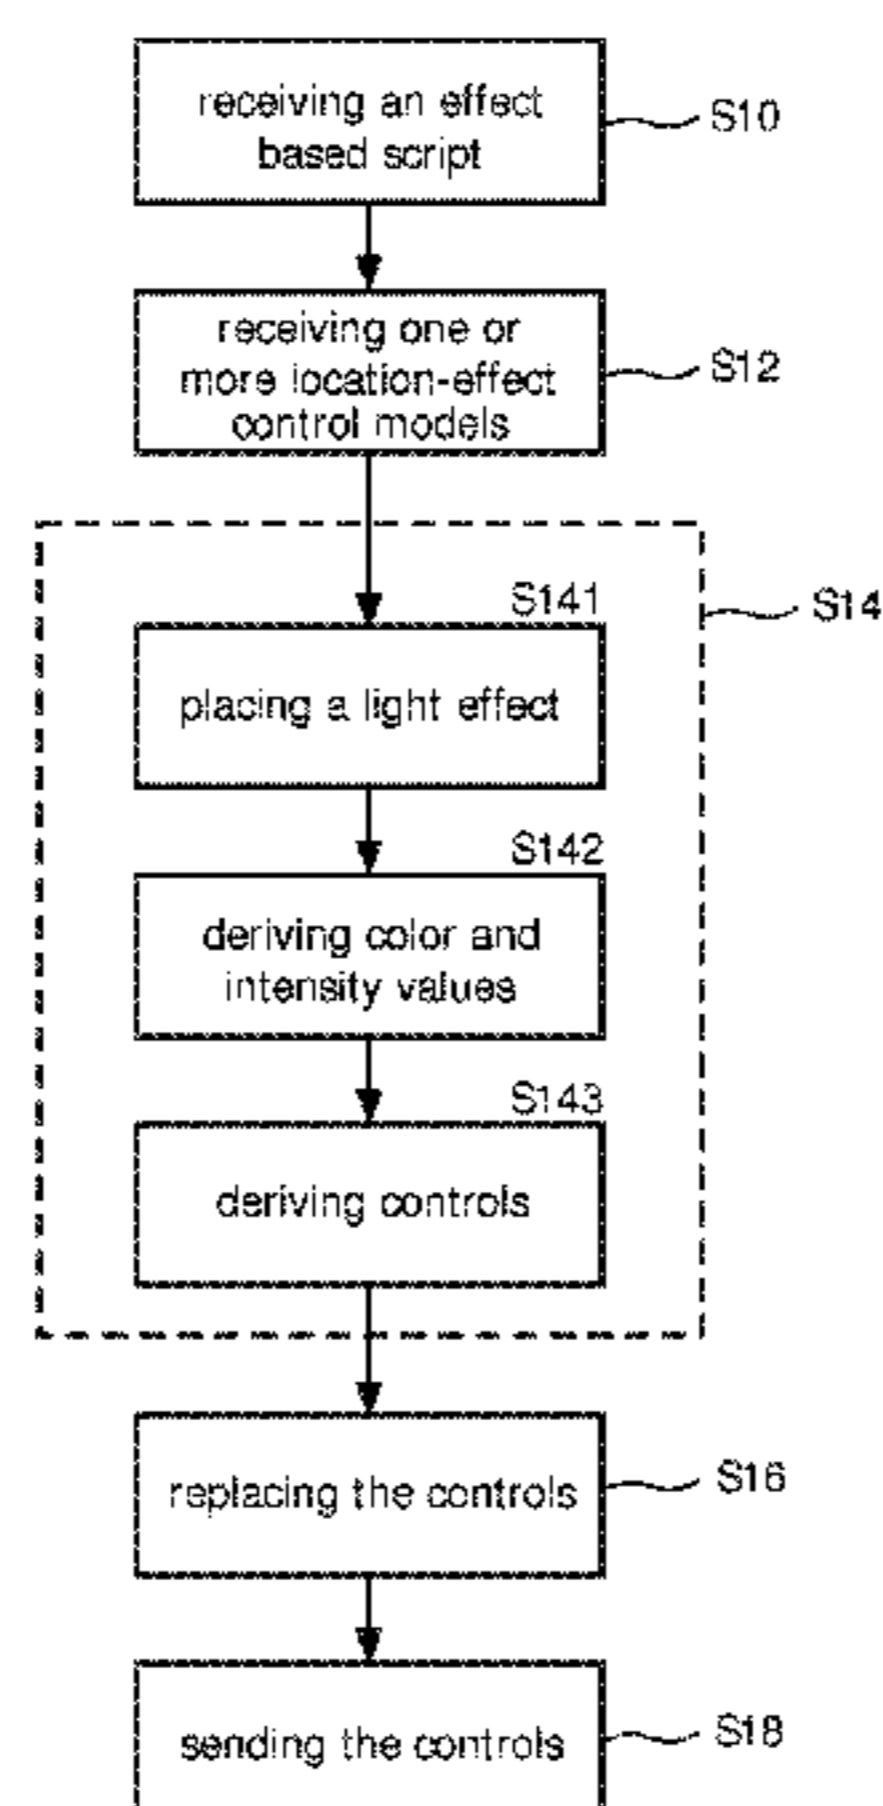 receiving an effect
based script
S10
receiving one or
more location-effect
control models
S12
S14
S141
placing a light effect
S142
deriving color and
intensity values
S143
deriving controls
replacing the controls
S16
sending the controls
S18